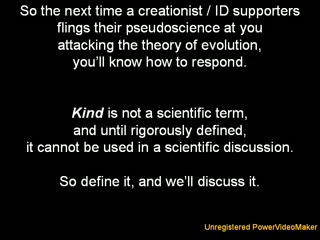 So the next time a creationist / ID supporters
flings their pseudoscience at you
attacking the theory of evolution,
you'll know how to respond.
Kind is not a scientific term,
and until rigorously defined,
it cannot be used in a scientific discussion.
So define it, and we'll discuss it.
Unregistered PowerVideoMaker